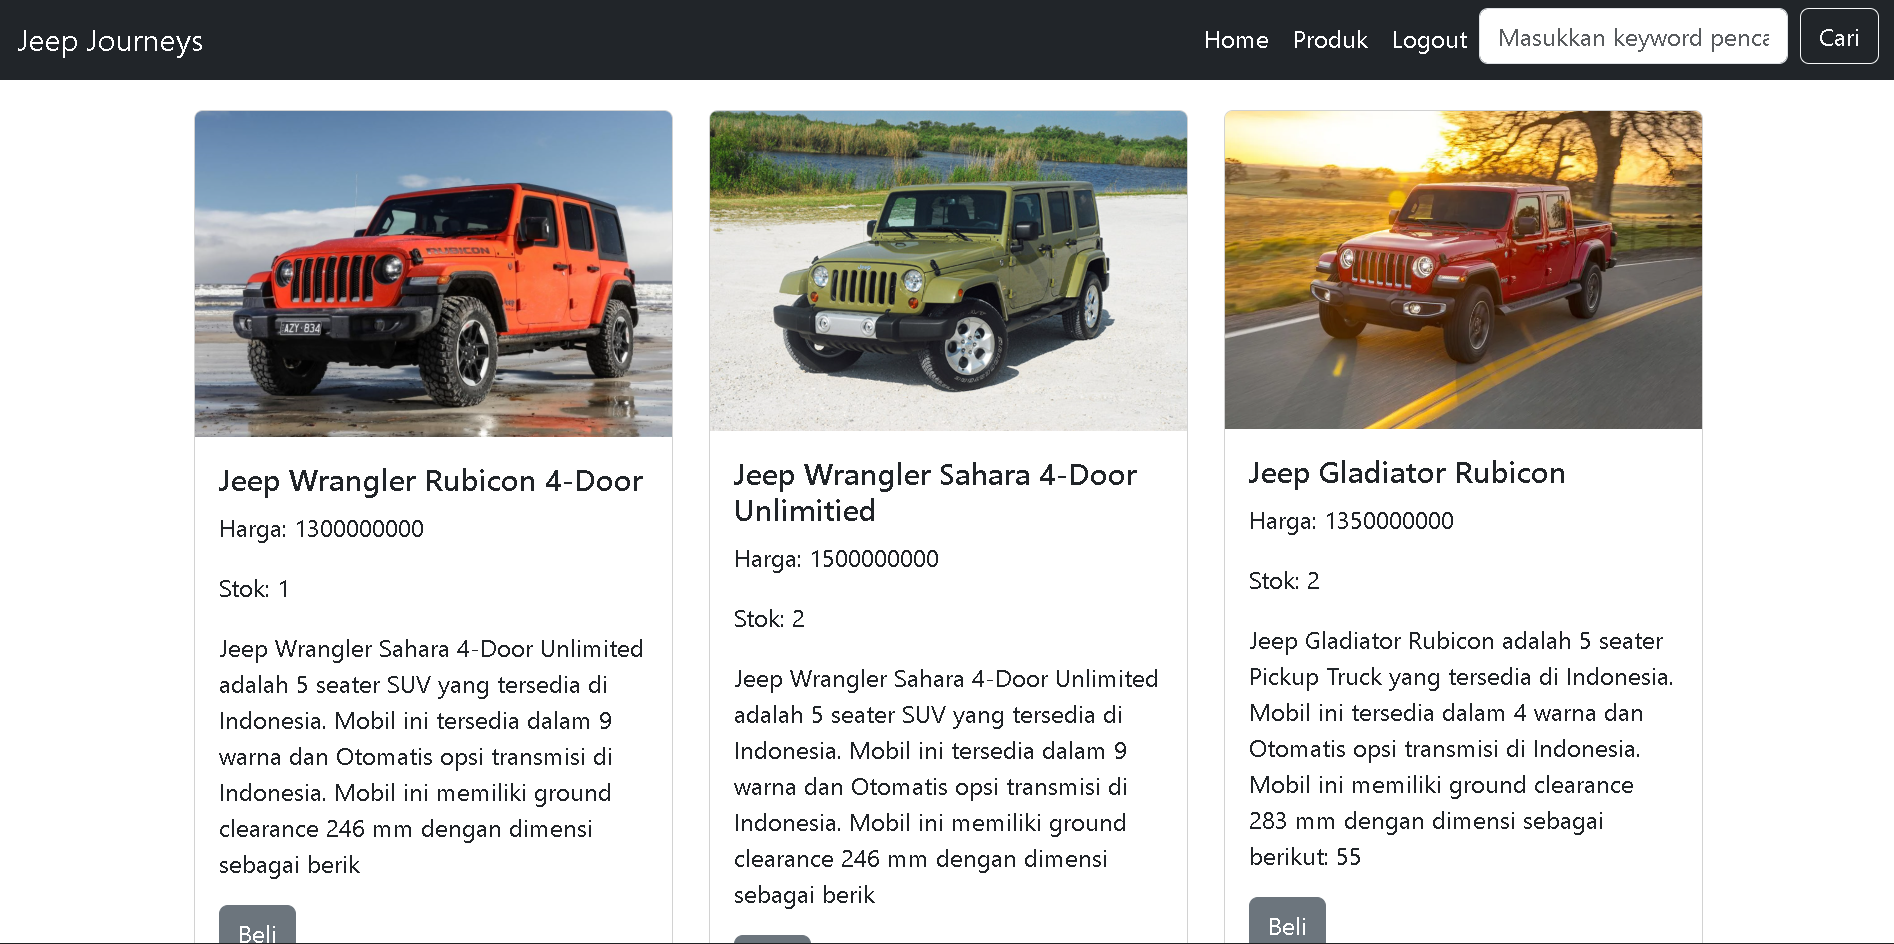 Jeep Journeys
Home Produk Logout Masukkan keyword penca Cari
RUBICON
AZY·834
Jeep Wrangler Rubicon 4-Door
Harga: 1300000000
Stok: 1
Jeep Wrangler Sahara 4-Door Unlimited
adalah 5 seater SUV yang tersedia di
Indonesia. Mobil ini tersedia dalam 9
warna dan Otomatis opsi transmisi di
Indonesia. Mobil ini memiliki ground
clearance 246 mm dengan dimensi
sebagai berik
Beli
Jeep Wrangler Sahara 4-Door
Unlimitied
Harga: 1500000000
Stok: 2
Jeep Wrangler Sahara 4-Door Unlimited
adalah 5 seater SUV yang tersedia di
Indonesia. Mobil ini tersedia dalam 9
warna dan Otomatis opsi transmisi di
Indonesia. Mobil ini memiliki ground
clearance 246 mm dengan dimensi
sebagai berik
Jeep Gladiator Rubicon
Harga: 1350000000
Stok: 2
Jeep Gladiator Rubicon adalah 5 seater
Pickup Truck yang tersedia di Indonesia.
Mobil ini tersedia dalam 4 warna dan
Otomatis opsi transmisi di Indonesia.
Mobil ini memiliki ground clearance
283 mm dengan dimensi sebagai
berikut: 55
Beli